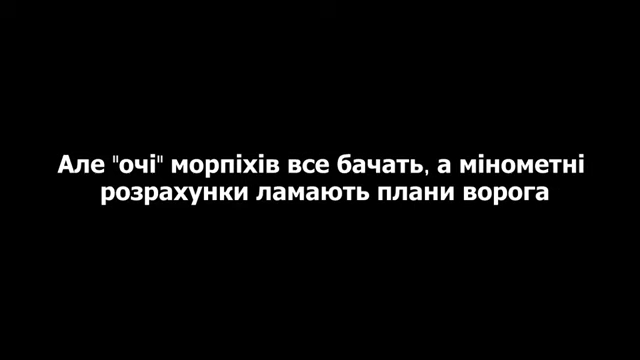 Але "очі" морпіхів все бачать, а мінометні
розрахунки ламають плани ворога